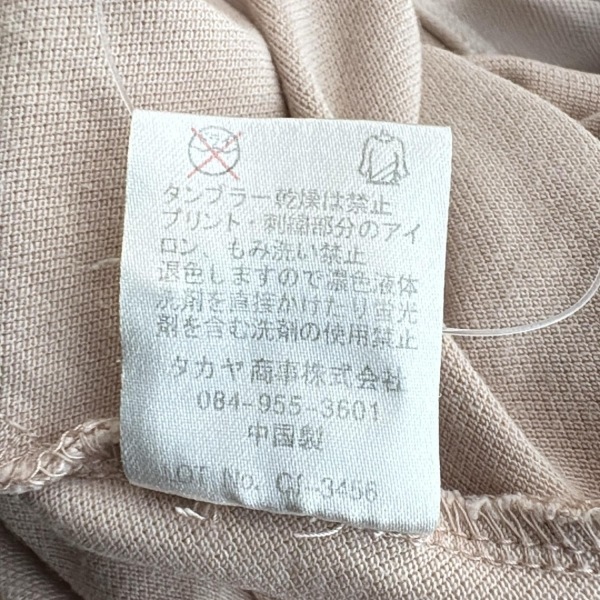 タンブラー乾燥は禁止
プリント・刺繍部分のアイ
ロン、もみ洗い禁止
退色しますので濃色液体
洗剤を直接かけたり蛍光
剤を含む洗剤の使用禁止
タカヤ商事株式会社
084-955-3601
中国製
LOT No. C(-3456